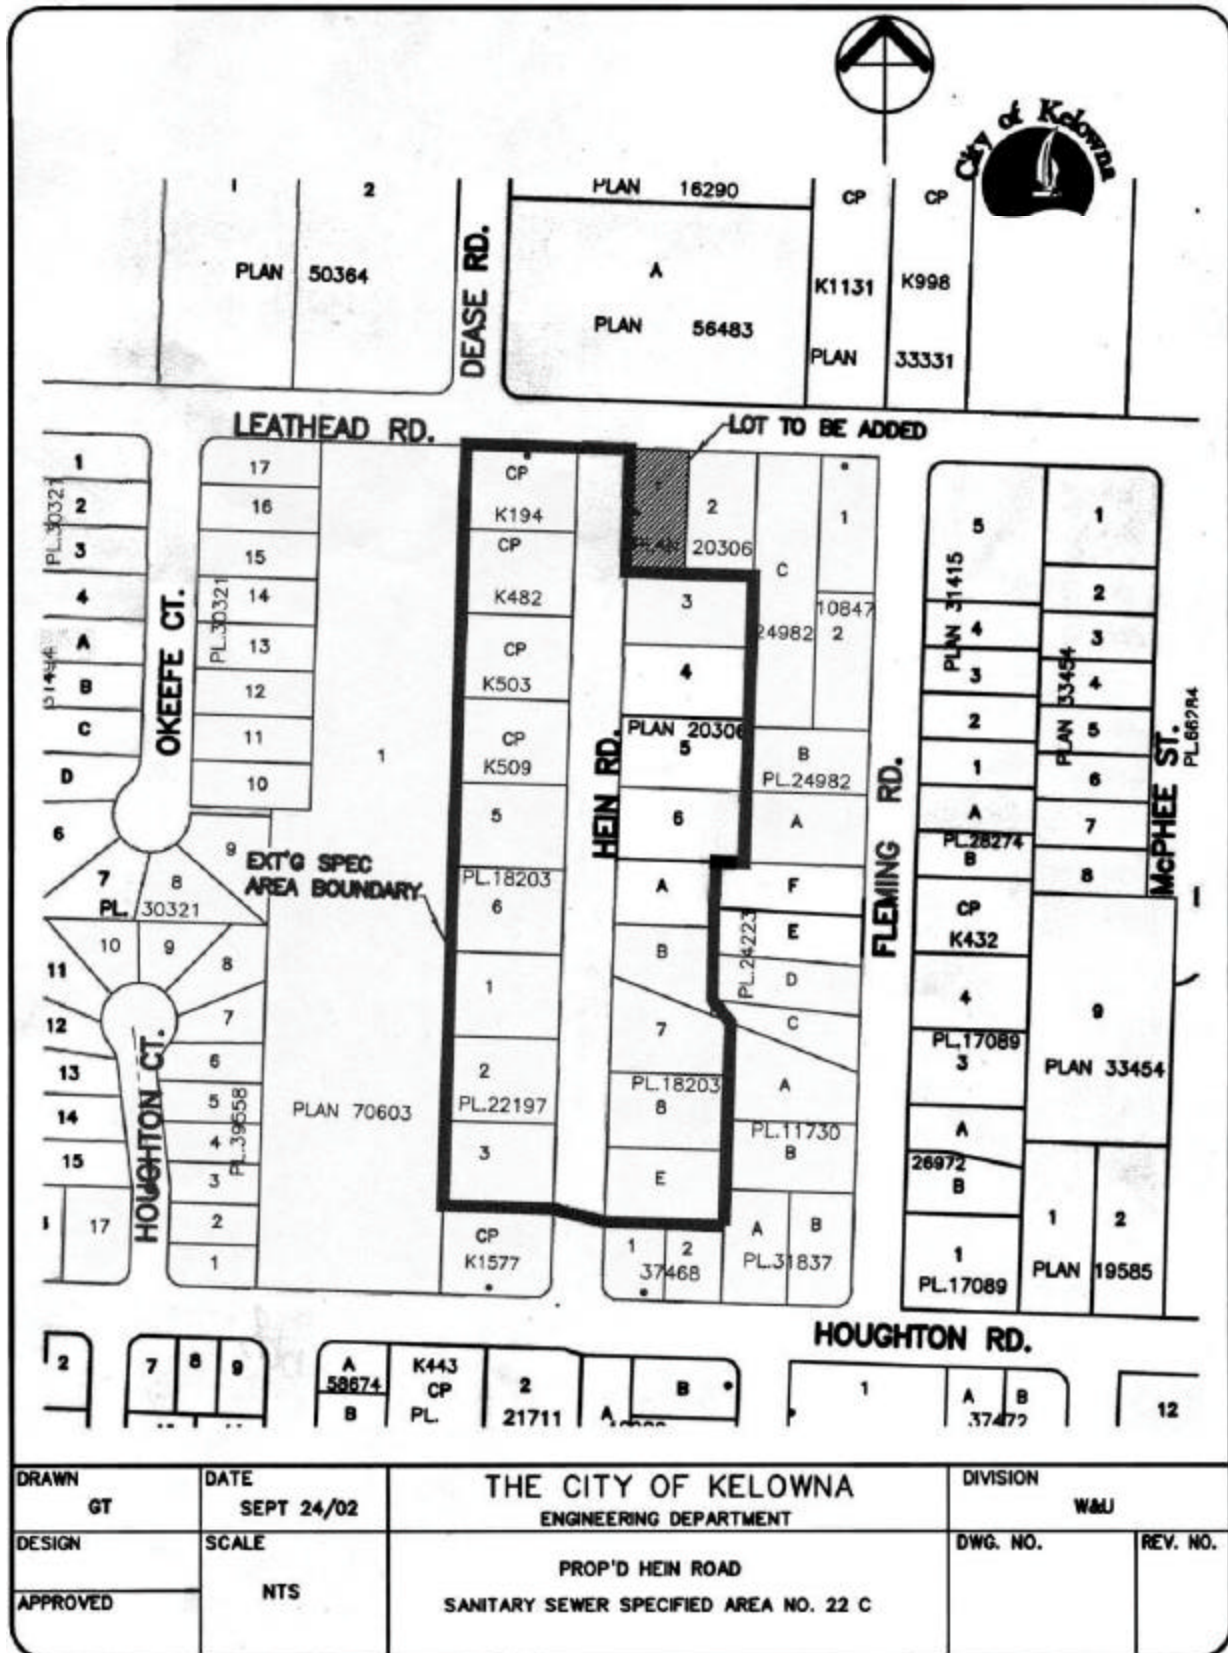 City of Kelowna
1
2
PLAN 50364
DEASE RD.
PLAN 16290
A
PLAN 56483
CP
CP
K1131
K998
PLAN 33331
LEATHEAD RD.
LOT TO BE ADDED
1
2
PL.30321
3
4
A
B
C
D
6
OKEEFE CT.
17
16
15
14
PL.30321
13
12
11
10
9
8
7
PL. 30321
1
PLAN 70603
EXT'G SPEC
AREA BOUNDARY
CP
K194
CP
K482
CP
K503
CP
K509
5
PL.18203
6
1
2
PL.22197
3
CP
K1577
HEIN RD.
2
20306
3
4
PLAN 20306
5
6
A
B
7
PL.18203
8
E
1
2
37468
C
24982
1
10847
2
B
PL.24982
A
F
E
PL.24223
D
C
A
PL.11730
B
A
B
PL.31837
FLEMING RD.
5
PLAN 31415
4
3
2
1
A
PL.28274
B
CP
K432
4
PL.17089
3
A
26972
B
1
PL.17089
1
2
3
PLAN 33454
4
5
6
7
8
9
PLAN 33454
1
2
PLAN 19585
McPHEE ST.
PL.66284
10
9
8
7
11
12
13
14
15
17
HOUGHTON CT.
6
5
PL.39558
4
3
2
1
HOUGHTON RD.
2
7
8
9
A
58674
B
K443
CP
PL.
2
21711
A
B
1
A
B
37472
12
DRAWN
GT
DATE
SEPT 24/02
THE CITY OF KELOWNA
ENGINEERING DEPARTMENT
DIVISION
W&U
DESIGN
SCALE
NTS
PROP'D HEIN ROAD
SANITARY SEWER SPECIFIED AREA NO. 22 C
DWG. NO.
REV. NO.
APPROVED